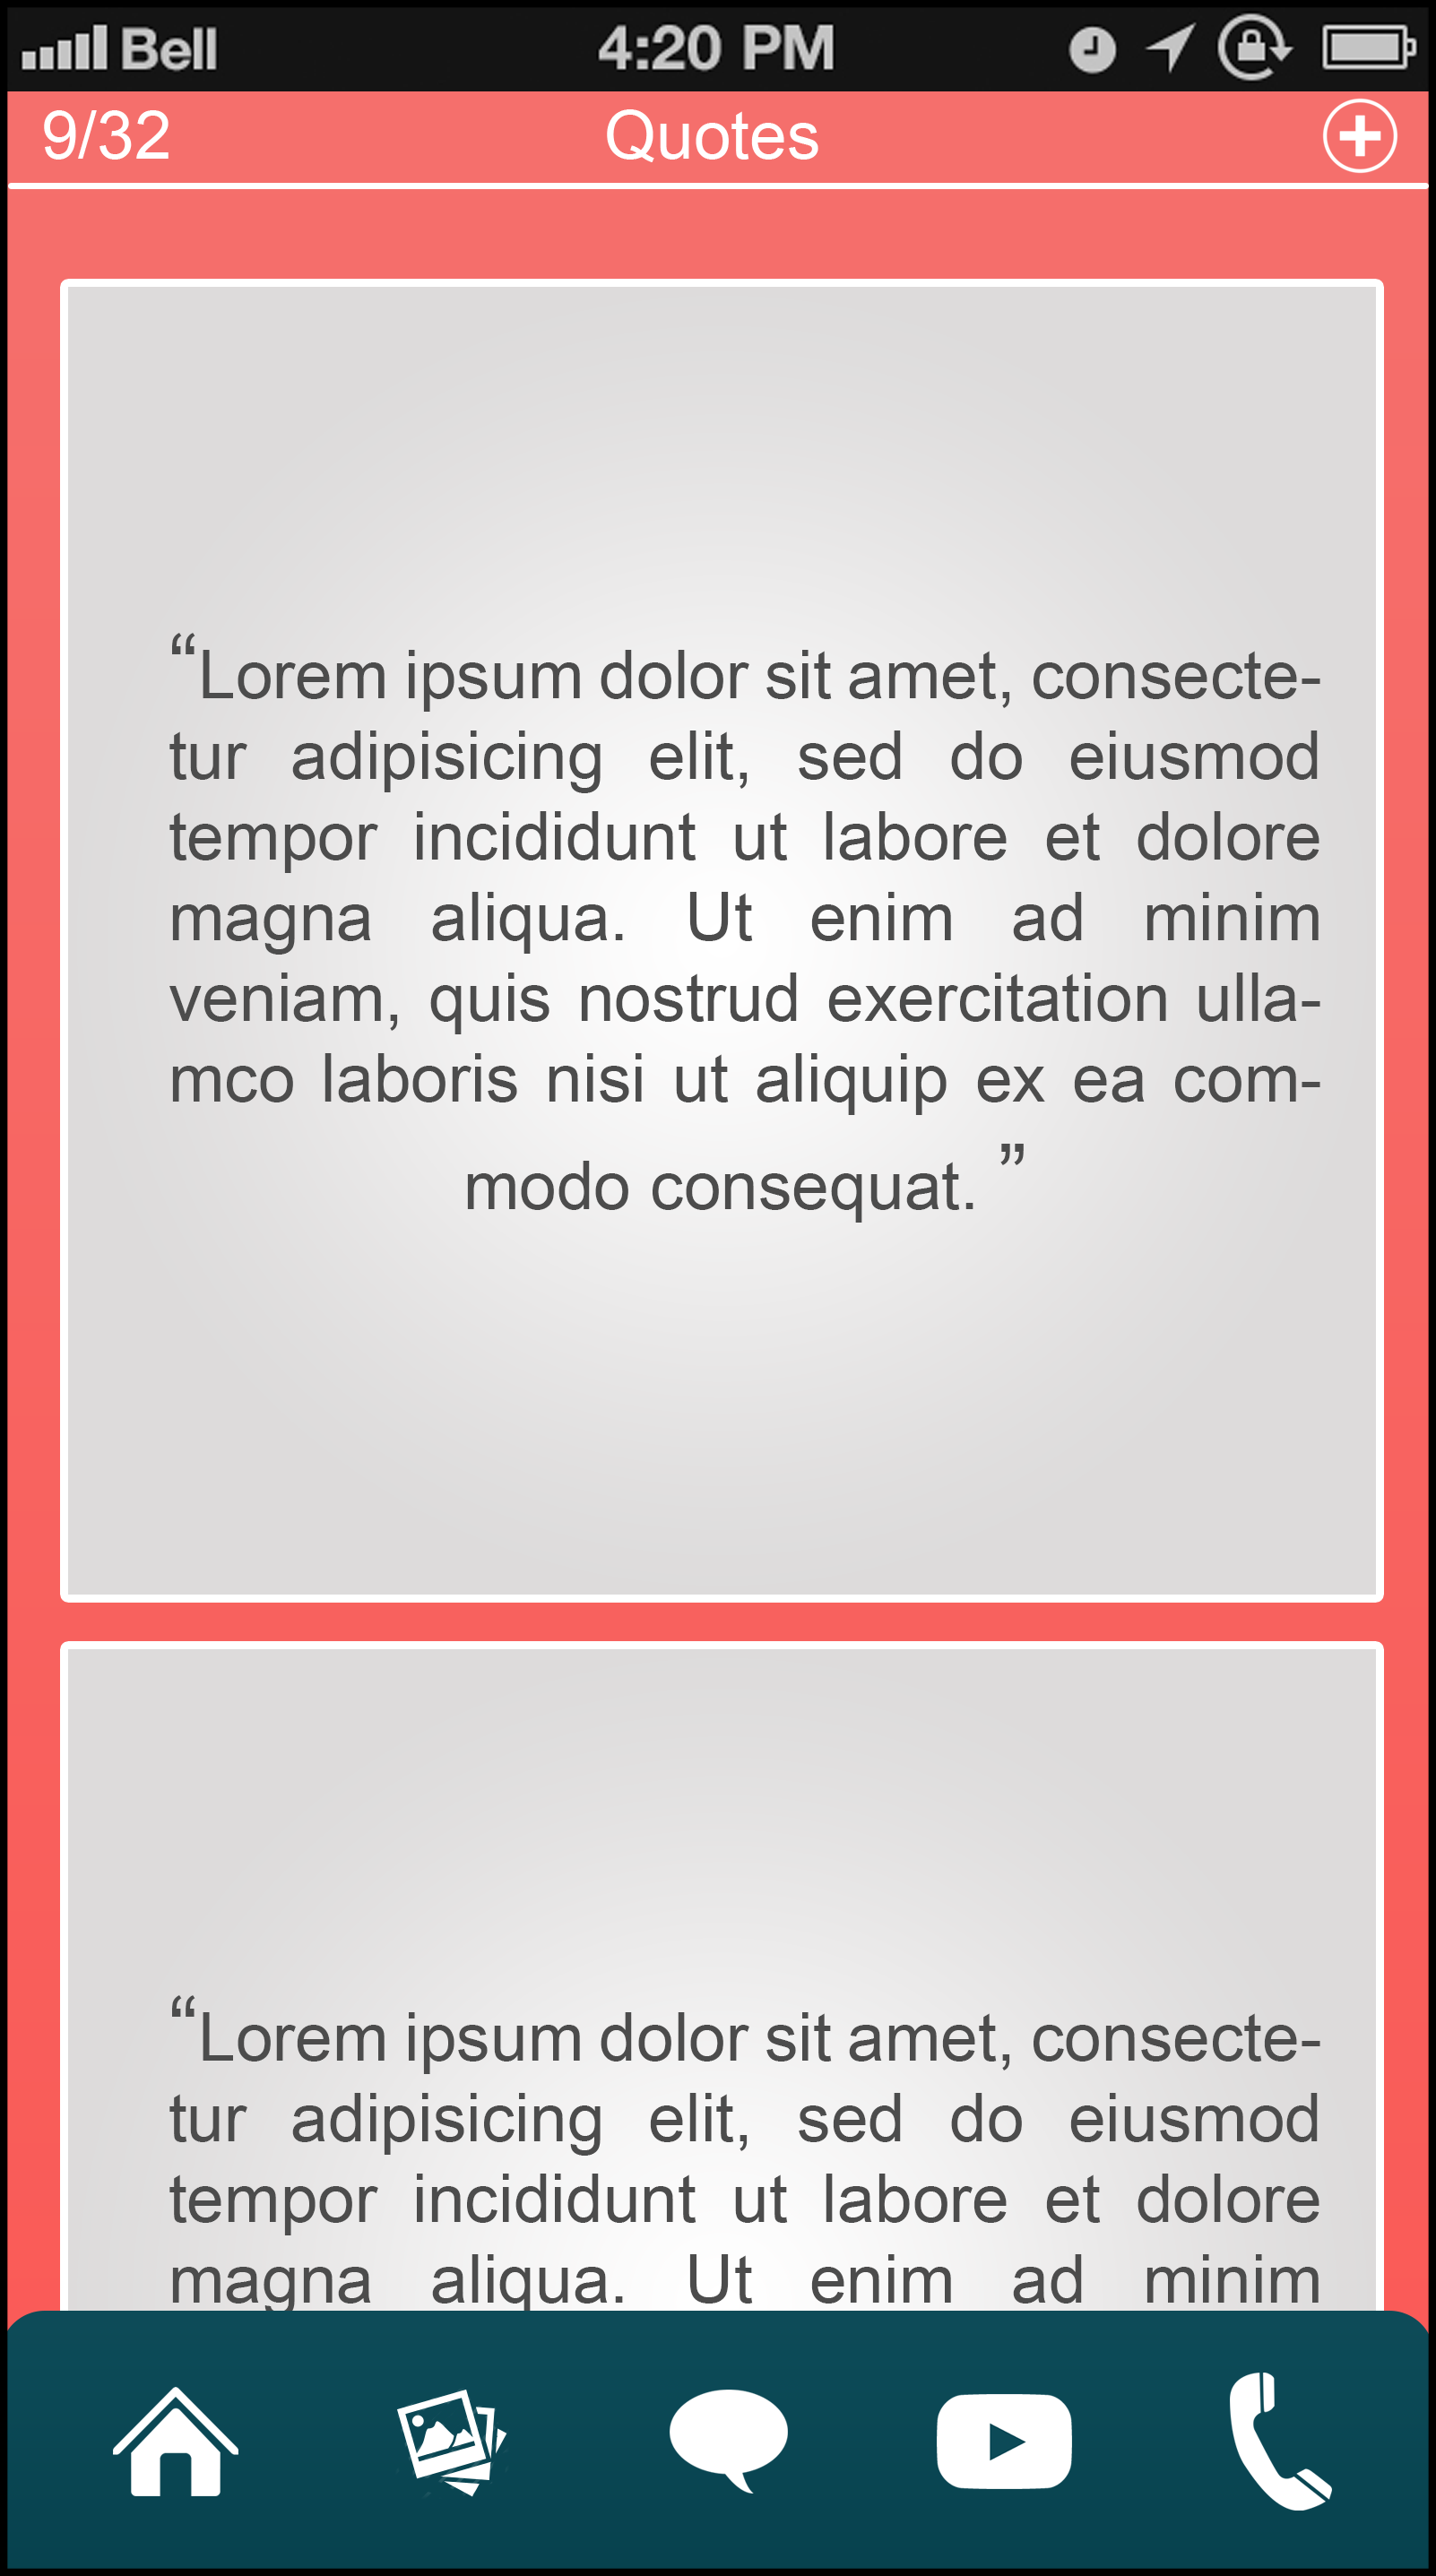 Bell 4:20 PM
9/32 Quotes
“Lorem ipsum dolor sit amet, consecte-
tur adipisicing elit, sed do eiusmod
tempor incididunt ut labore et dolore
magna aliqua. Ut enim ad minim
veniam, quis nostrud exercitation ulla-
mco laboris nisi ut aliquip ex ea com-
modo consequat. ”
“Lorem ipsum dolor sit amet, consecte-
tur adipisicing elit, sed do eiusmod
tempor incididunt ut labore et dolore
magna aliqua. Ut enim ad minim